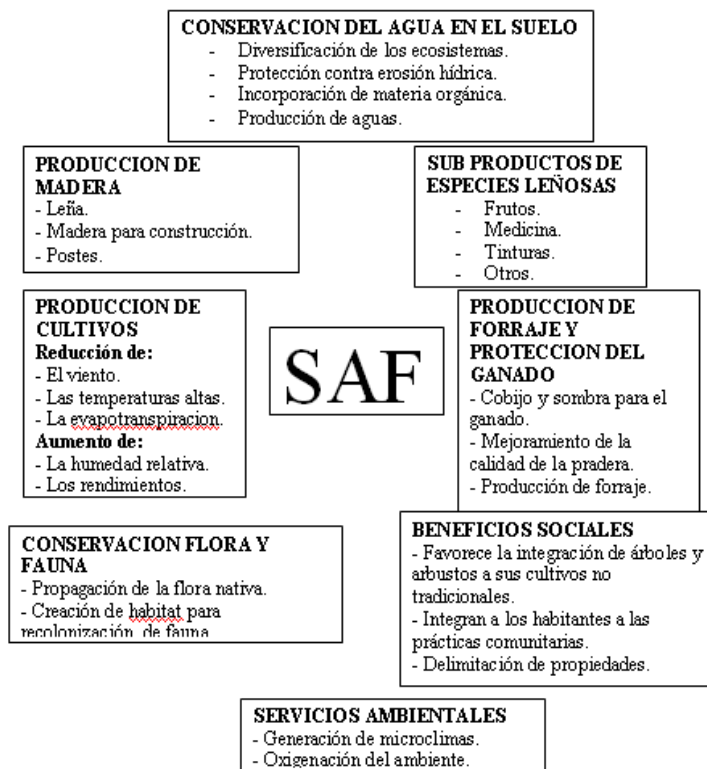 CONSERVACION DEL AGUA EN EL SUELO
- Diversificación de los ecosistemas.
- Protección contra erosión hídrica.
- Incorporación de materia orgánica.
- Producción de aguas.
PRODUCCION DE
MADERA
- Leña.
- Madera para construcción.
- Postes.
SUB PRODUCTOS DE
ESPECIES LEÑOSAS
- Frutos.
- Medicina.
- Tinturas.
- Otros.
PRODUCCION DE
CULTIVOS
Reducción de:
- El viento.
- Las temperaturas altas.
- La evapotranspiracion.
Aumento de:
- La humedad relativa.
- Los rendimientos.
SAF
PRODUCCION DE
FORRAJE Y
PROTECCION DEL
GANADO
- Cobijo y sombra para el
ganado.
- Mejoramiento de la
calidad de la pradera.
- Producción de forraje.
CONSERVACION FLORA Y
FAUNA
- Propagación de la flora nativa.
- Creación de habitat para
recolonización de fauna
BENEFICIOS SOCIALES
- Favorece la integración de árboles y
arbustos a sus cultivos no
tradicionales.
- Integran a los habitantes a las
prácticas comunitarias.
- Delimitación de propiedades.
SERVICIOS AMBIENTALES
- Generación de microclimas.
- Oxigenación del ambiente.